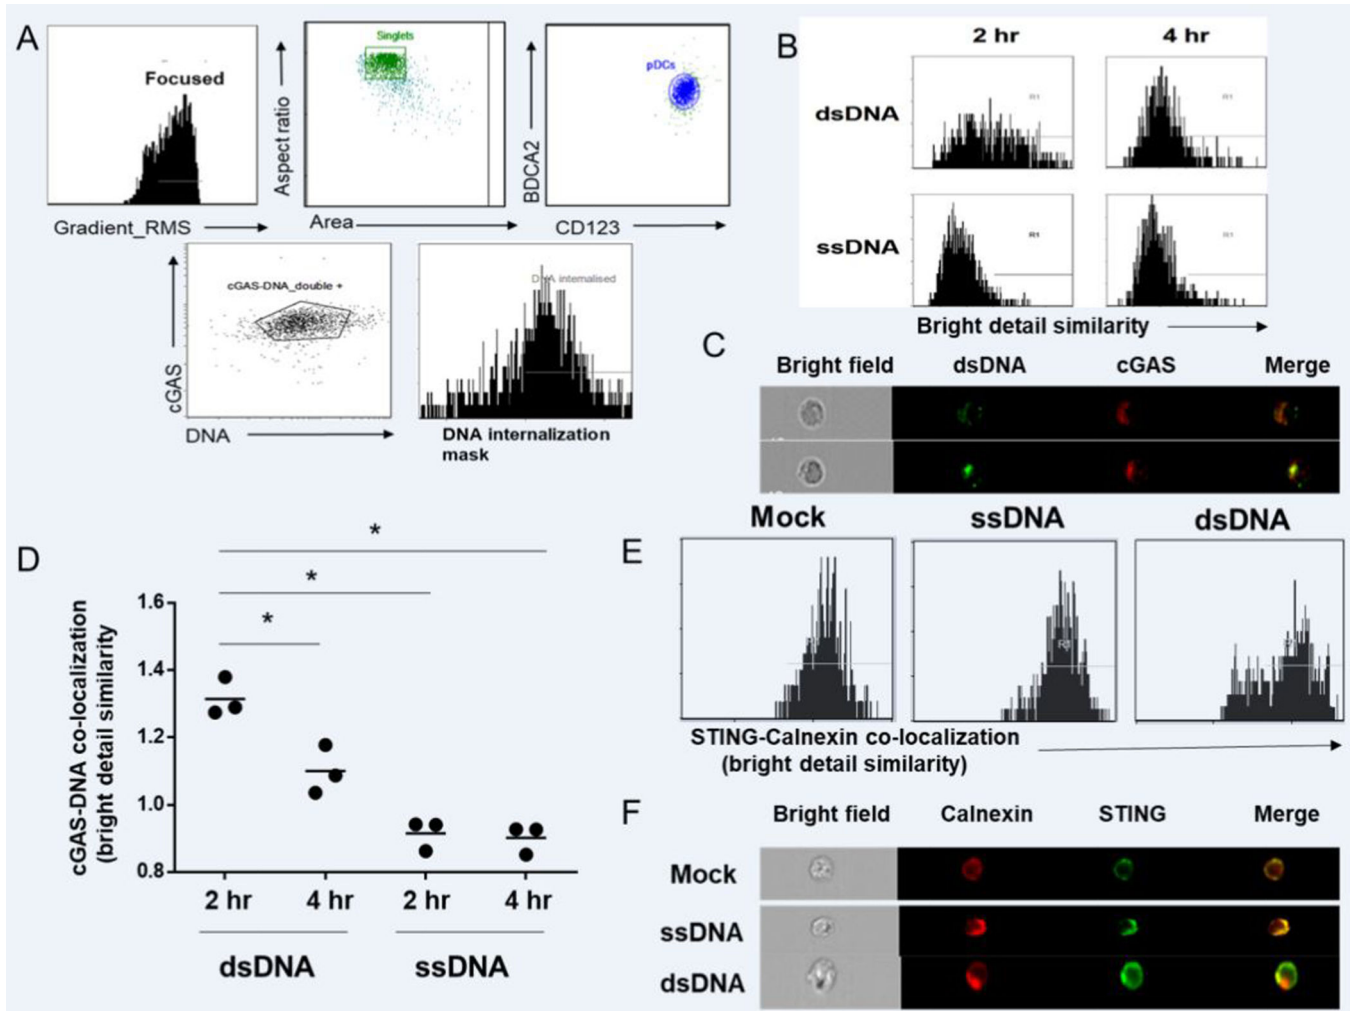 A
Focused
Gradient_RMS
Singlets
Aspect ratio
Area
pDCs
BDCA2
CD123
cGAS-DNA_double +
cGAS
DNA
DNA internalised
DNA internalization
mask
B
2 hr
4 hr
dsDNA
R1
R1
ssDNA
R1
R1
Bright detail similarity
C
Bright field
dsDNA
cGAS
Merge
D
*
*
*
cGAS-DNA co-localization
(bright detail similarity)
1.6
1.4
1.2
1.0
0.8
2 hr
4 hr
2 hr
4 hr
dsDNA
ssDNA
E
Mock
ssDNA
dsDNA
STING-Calnexin co-localization
(bright detail similarity)
F
Bright field
Calnexin
STING
Merge
Mock
ssDNA
dsDNA